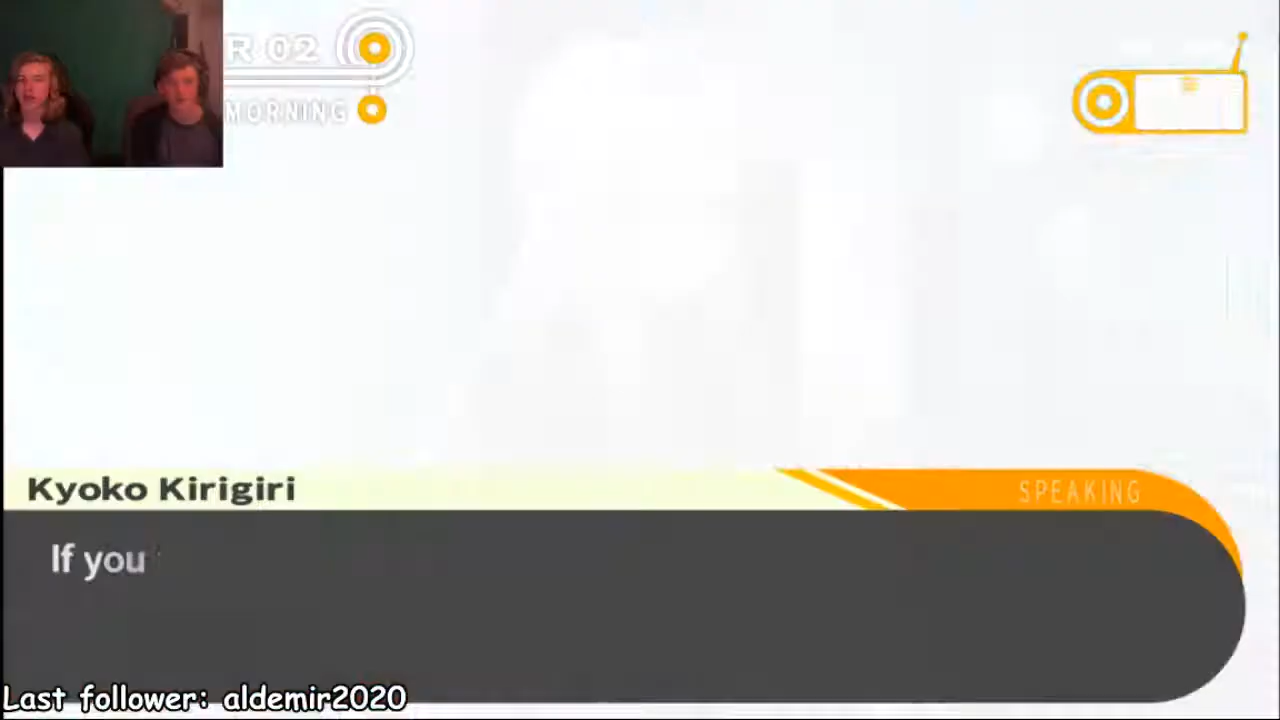 R 02
MORNING
Kyoko Kirigiri
SPEAKING
If you
Last follower: aldemir2020